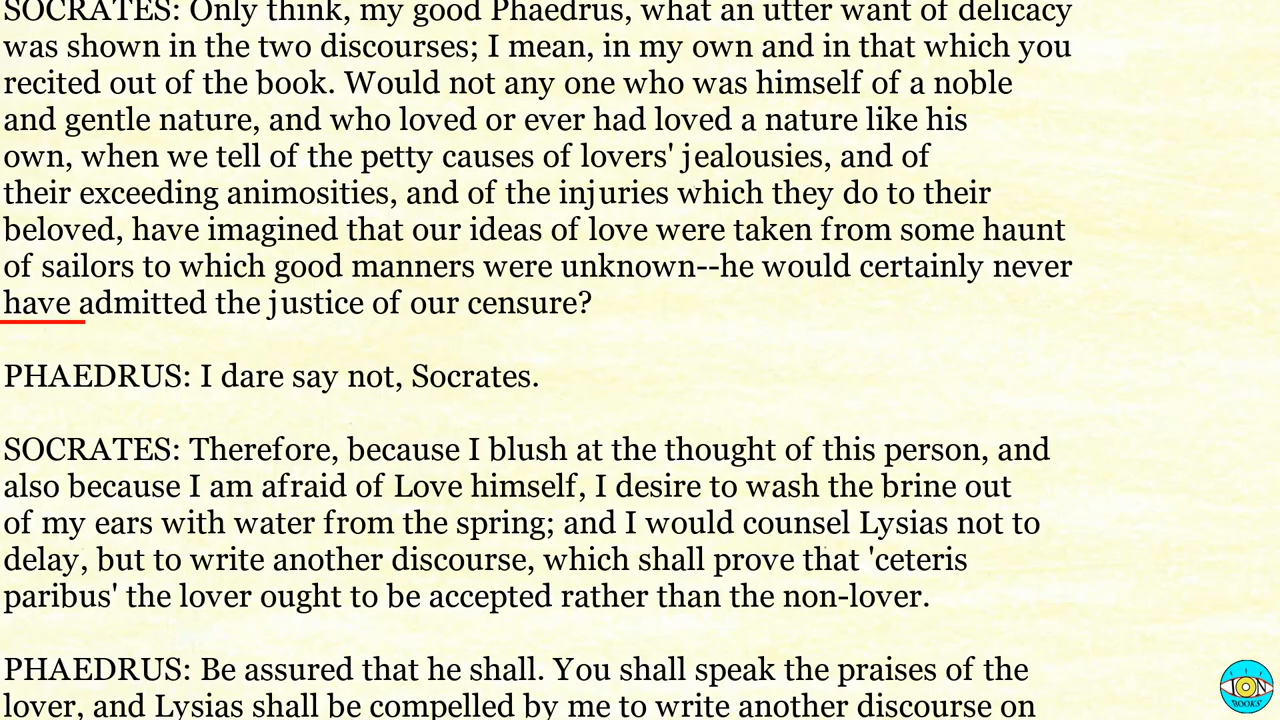 SOCRATES: Only think, my good Phaedrus, what an utter want of delicacy
was shown in the two discourses; I mean, in my own and in that which you
recited out of the book. Would not any one who was himself of a noble
and gentle nature, and who loved or ever had loved a nature like his
own, when we tell of the petty causes of lovers' jealousies, and of
their exceeding animosities, and of the injuries which they do to their
beloved, have imagined that our ideas of love were taken from some haunt
of sailors to which good manners were unknown--he would certainly never
have admitted the justice of our censure?
PHAEDRUS: I dare say not, Socrates.
SOCRATES: Therefore, because I blush at the thought of this person, and
also because I am afraid of Love himself, I desire to wash the brine out
of my ears with water from the spring; and I would counsel Lysias not to
delay, but to write another discourse, which shall prove that 'ceteris
paribus' the lover ought to be accepted rather than the non-lover.
PHAEDRUS: Be assured that he shall. You shall speak the praises of the
lover, and Lysias shall be compelled by me to write another discourse on
ION
BOOKS